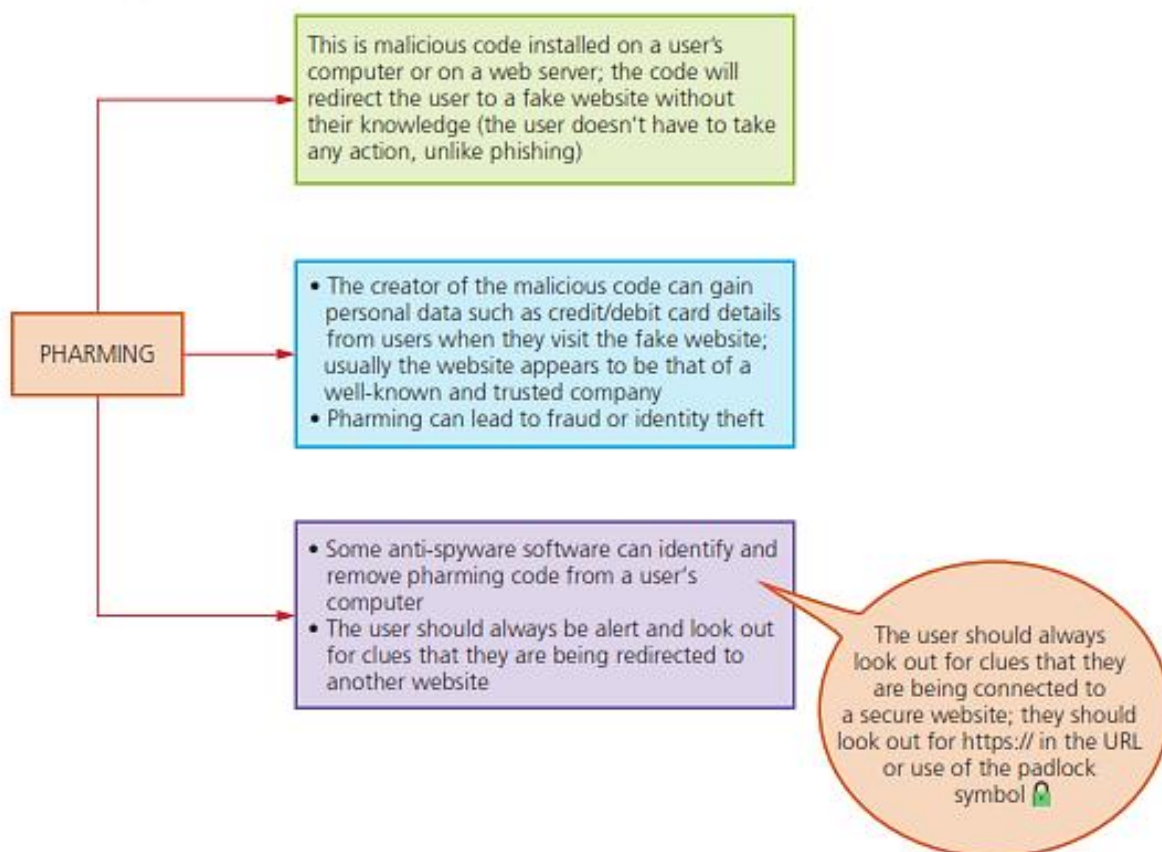 This is malicious code installed on a user's
computer or on a web server; the code will
redirect the user to a fake website without
their knowledge (the user doesn't have to take
any action, unlike phishing)
PHARMING
• The creator of the malicious code can gain
personal data such as credit/debit card details
from users when they visit the fake website;
usually the website appears to be that of a
well-known and trusted company
• Pharming can lead to fraud or identity theft
• Some anti-spyware software can identify and
remove pharming code from a user's
computer
• The user should always be alert and look out
for clues that they are being redirected to
another website
The user should always
look out for clues that they
are being connected to
a secure website; they should
look out for https:// in the URL
or use of the padlock
symbol